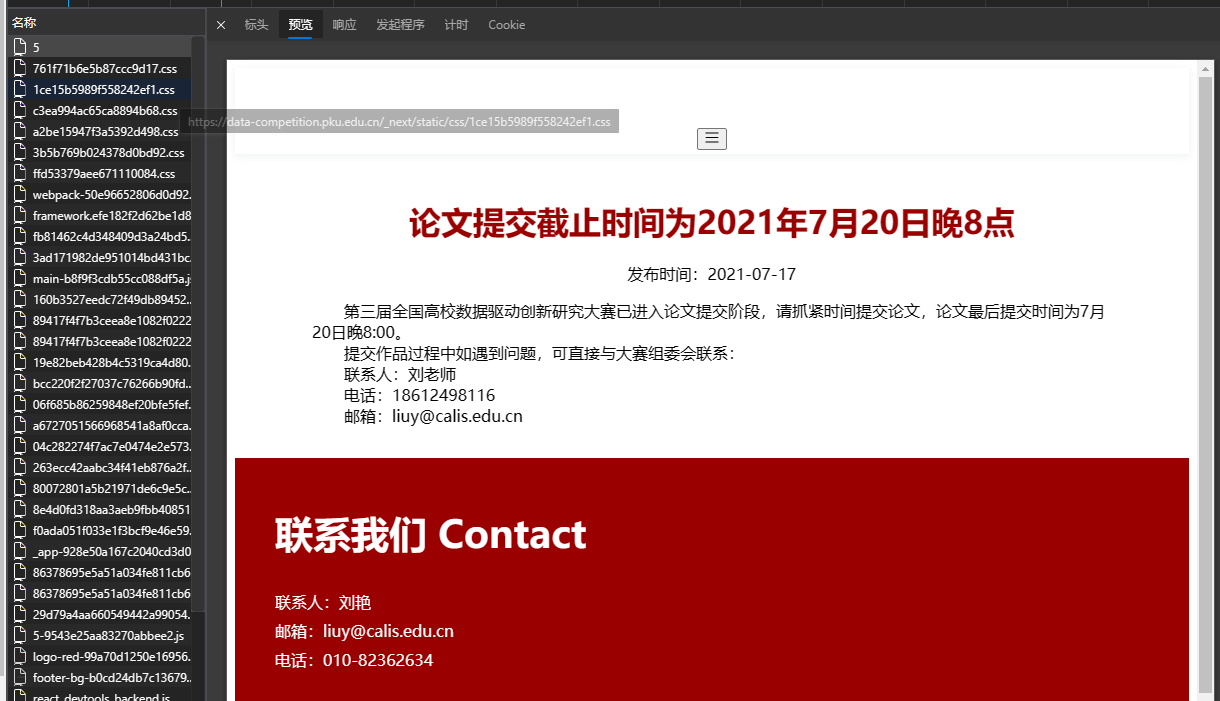 名称
标头 预览 响应 发起程序 计时 Cookie
5
761f71b6e5b87ccc9d17.css
1ce15b5989f558242ef1.css
c3ea994ac65ca8894b68.css
a2be15947f3a5392d498.css
3b5b769b024378d0bd92.css
ffd53379aee671110084.css
webpack-50e96652806d0d92.
framework.efe182f2d62be1d8
fb81462c4d348409d3a24bd5.
3ad171982de951014bd431bc.
main-b8f9f3cdb55cc088df5a.j
160b3527eedc72f49db89452..
89417f4f7b3ceea8e1082f0222
89417f4f7b3ceea8e1082f0222
19e82beb428b4c5319ca4d80.
bcc220f2f27037c76266b90fd..
06f685b86259848ef20bfe5fef.
a6727051566968541a8af0cca.
04c282274f7ac7e0474e2e573.
263ecc42aabc34f41eb876a2f..
80072801a5b21971de6c9e5c..
8e4d0fd318aa3aeb9fbb40851
f0ada051f033e1f3bcf9e46e59.
_app-928e50a167c2040cd3d0
86378695e5a51a034fe811cb6
86378695e5a51a034fe811cb6
29d79a4aa660549442a99054.
5-9543e25aa83270abbee2.js
logo-red-99a70d1250e16956.
footer-bg-b0cd24db7c13679..
react_devtools_backend.js
https://data-competition.pku.edu.cn/_next/static/css/1ce15b5989f558242ef1.css
论文提交截止时间为2021年7月20日晚8点
发布时间：2021-07-17
第三届全国高校数据驱动创新研究大赛已进入论文提交阶段，请抓紧时间提交论文，论文最后提交时间为7月
20日晚8:00。
提交作品过程中如遇到问题，可直接与大赛组委会联系：
联系人：刘老师
电话：18612498116
邮箱：liuy@calis.edu.cn
联系我们 Contact
联系人：刘艳
邮箱：liuy@calis.edu.cn
电话：010-82362634